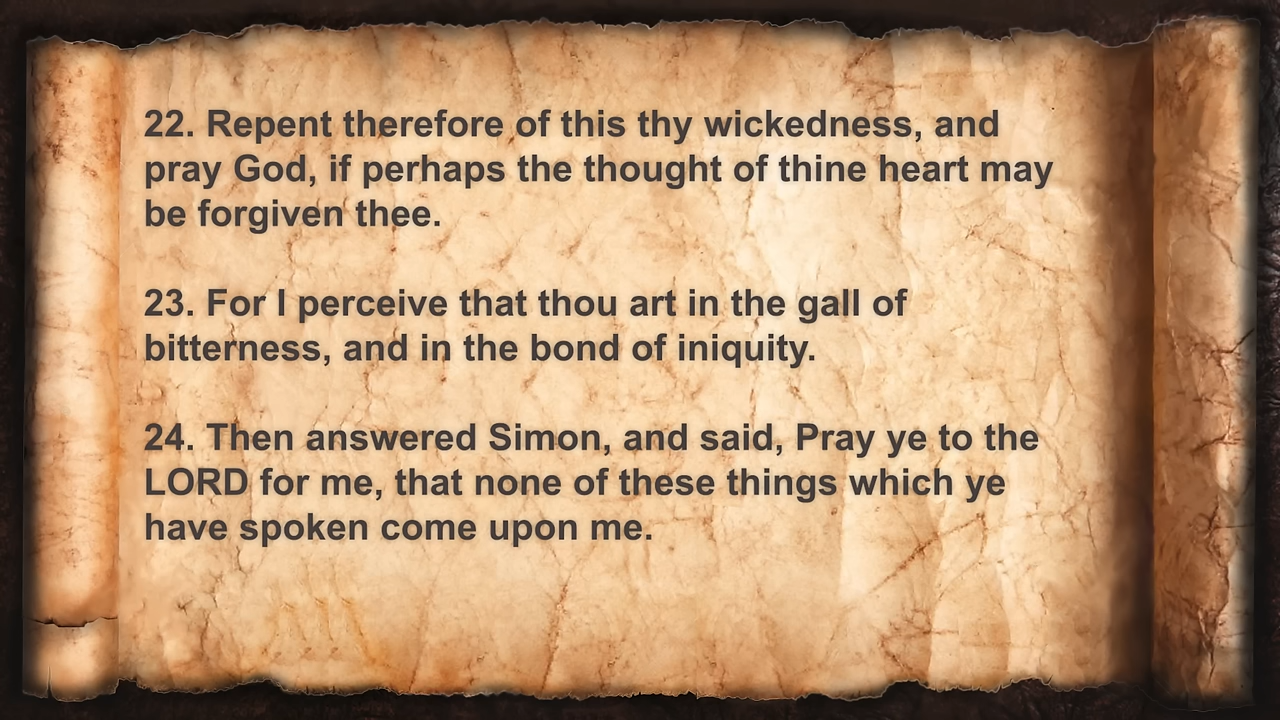 22. Repent therefore of this thy wickedness, and
pray God, if perhaps the thought of thine heart may
be forgiven thee.
23. For I perceive that thou art in the gall of
bitterness, and in the bond of iniquity.
24. Then answered Simon, and said, Pray ye to the
LORD for me, that none of these things which ye
have spoken come upon me.